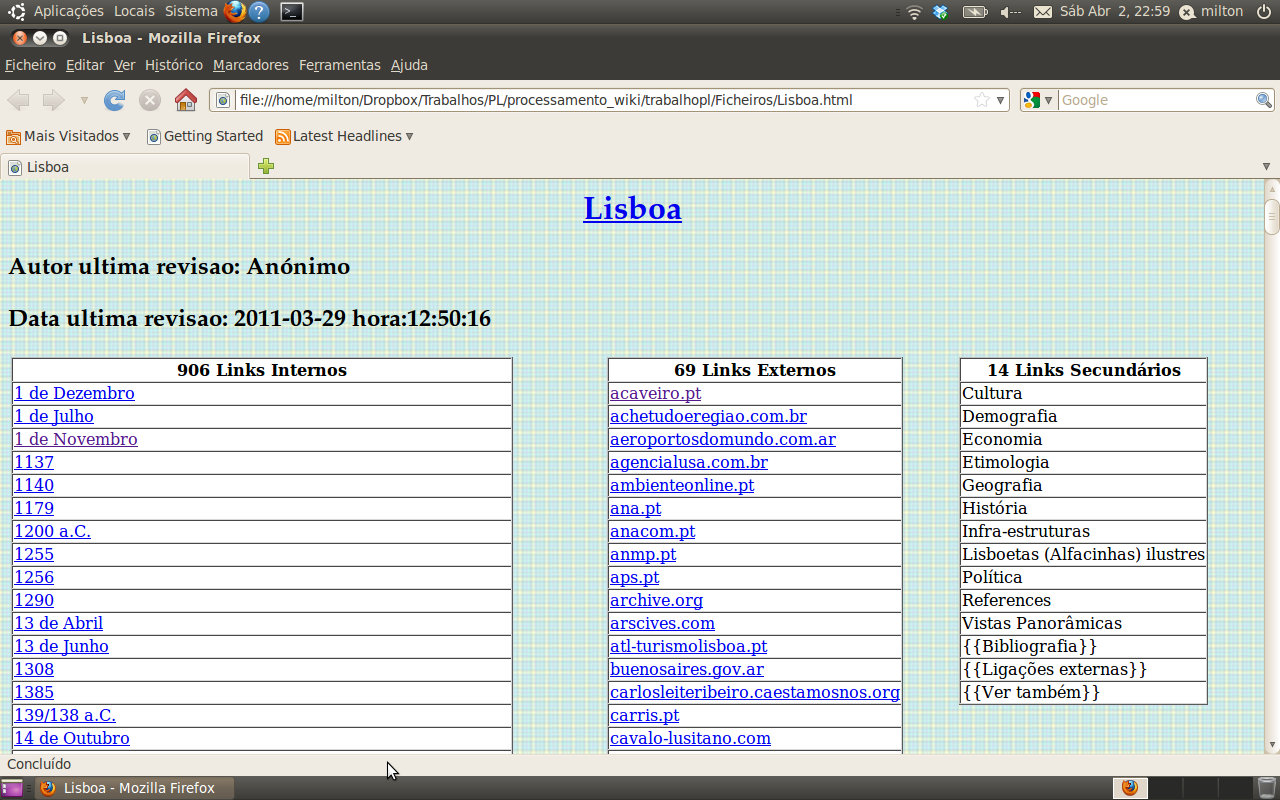 Aplicações Locais Sistema Sáb Abr 2, 22:59 milton
Lisboa - Mozilla Firefox
Ficheiro Editar Ver Histórico Marcadores Ferramentas Ajuda
file:///home/milton/Dropbox/Trabalhos/PL/processamento_wiki/trabalhopl/Ficheiros/Lisboa.html Google
Mais Visitados Getting Started Latest Headlines
Lisboa
Lisboa
Autor ultima revisao: Anónimo
Data ultima revisao: 2011-03-29 hora:12:50:16
906 Links Internos
1 de Dezembro
1 de Julho
1 de Novembro
1137
1140
1179
1200 a.C.
1255
1256
1290
13 de Abril
13 de Junho
1308
1385
139/138 a.C.
14 de Outubro
69 Links Externos
acaveiro.pt
achetudoeregiao.com.br
aeroportosdomundo.com.ar
agencialusa.com.br
ambienteonline.pt
ana.pt
anacom.pt
anmp.pt
aps.pt
archive.org
arscives.com
atl-turismolisboa.pt
buenosaires.gov.ar
carlosleiteribeiro.caestamosnos.org
carris.pt
cavalo-lusitano.com
14 Links Secundários
Cultura
Demografia
Economia
Etimologia
Geografia
História
Infra-estruturas
Lisboetas (Alfacinhas) ilustres
Política
References
Vistas Panorâmicas
{{Bibliografia}}
{{Ligações externas}}
{{Ver também}}
Concluído
Lisboa - Mozilla Firefox